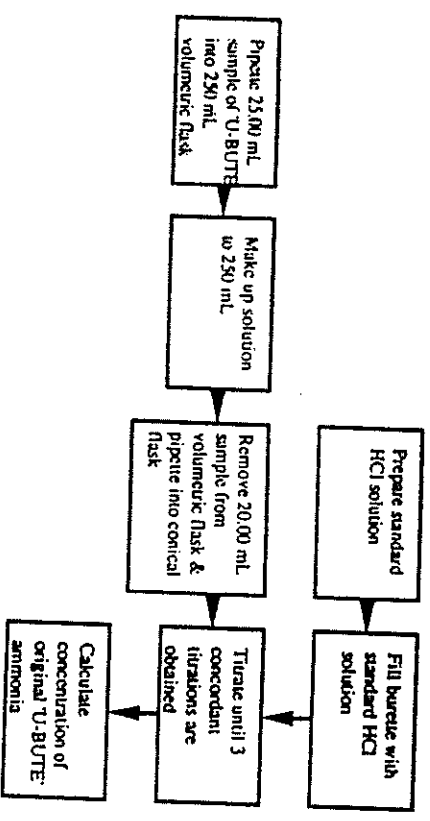 Pipette 25.00 mL
sample of 'U-BUTE'
into 250 mL
volumetric flask
Make up solution
to 250 mL
Remove 20.00 mL
sample from
volumetric flask &
pipette into conical
flask
Prepare standard
HCl solution
Fill burette with
standard HCl
solution
Titrate until 3
concordant
titrations are
obtained
Calculate
concentration of
original 'U-BUTE'
ammonia